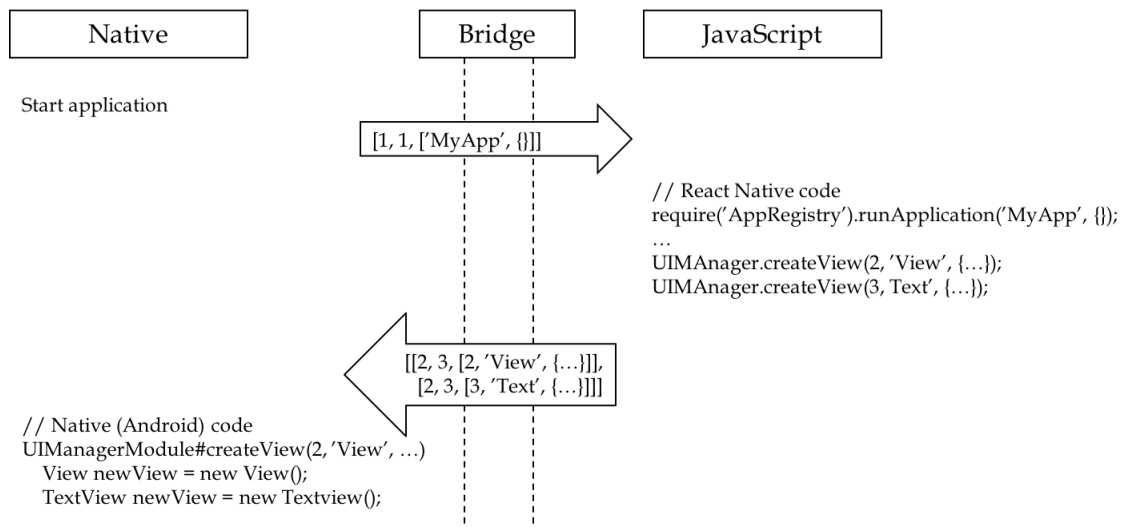 Native
Bridge
JavaScript
Start application
[1, 1, ['MyApp', {}]]
// React Native code
require('AppRegistry').runApplication('MyApp', {});
…
UIMAnager.createView(2, 'View', {…});
UIMAnager.createView(3, Text', {…});
[[2, 3, [2, 'View', {…}]],
[2, 3, [3, 'Text', {…}]]]
// Native (Android) code
UIManagerModule#createView(2, 'View', …)
View newView = new View();
TextView newView = new Textview();